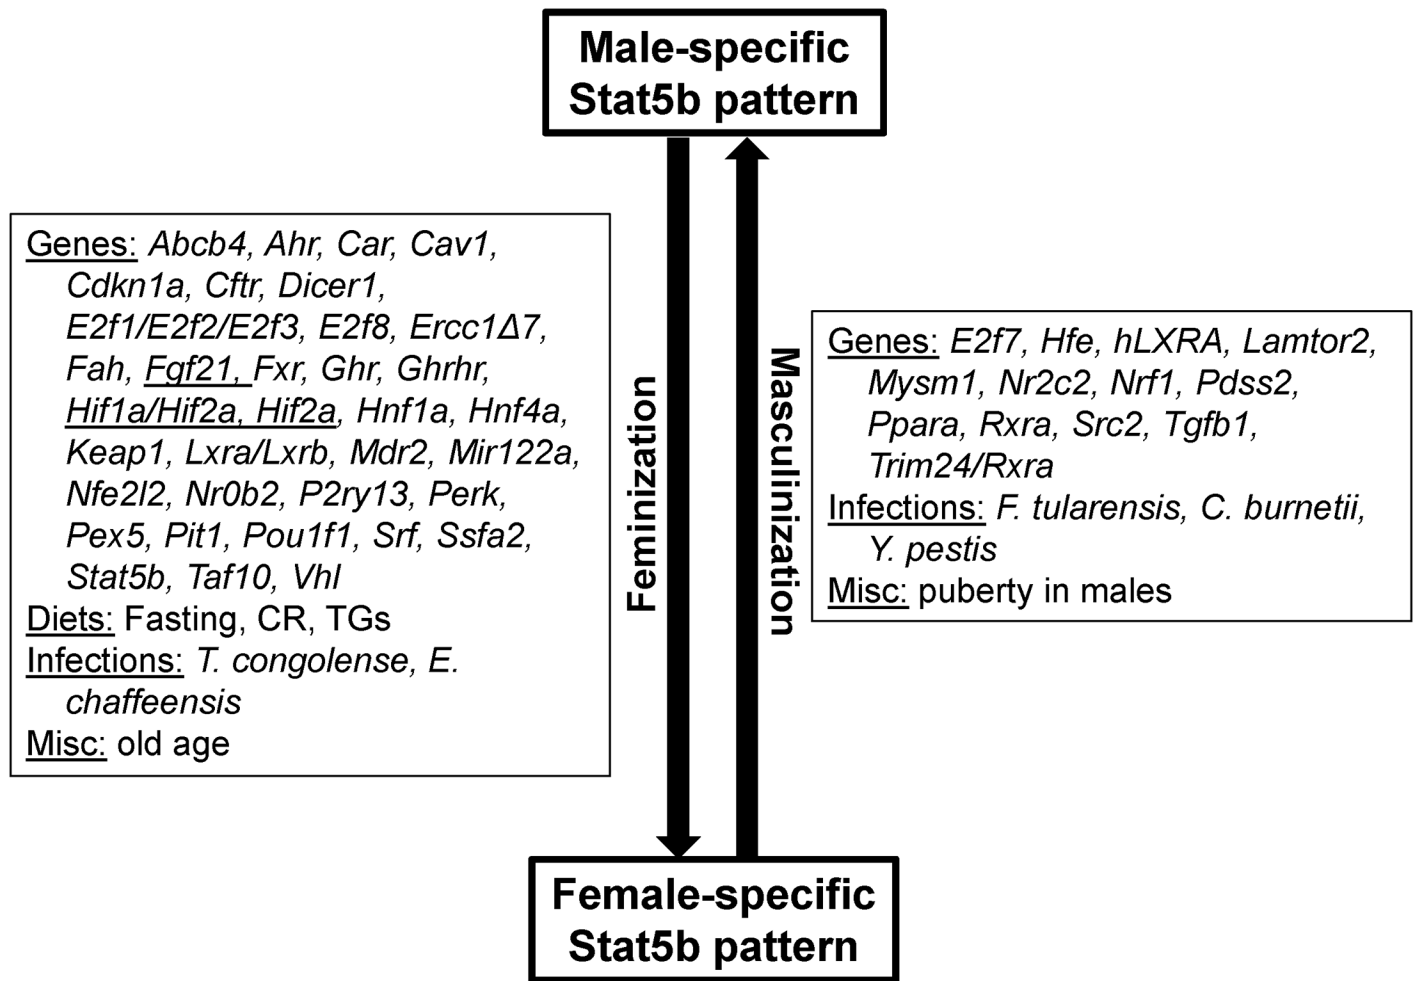 Male-specific
Stat5b pattern
Genes: Abcb4, Ahr, Car, Cav1,
Cdkn1a, Cftr, Dicer1,
E2f1/E2f2/E2f3, E2f8, Ercc1Δ7,
Fah, Fgf21, Fxr, Ghr, Ghrhr,
Hif1a/Hif2a, Hif2a, Hnf1a, Hnf4a,
Keap1, Lxra/Lxrb, Mdr2, Mir122a,
Nfe2l2, Nr0b2, P2ry13, Perk,
Pex5, Pit1, Pou1f1, Srf, Ssfa2,
Stat5b, Taf10, Vhl
Diets: Fasting, CR, TGs
Infections: T. congolense, E.
chaffeensis
Misc: old age
Feminization
Masculinization
Genes: E2f7, Hfe, hLXRA, Lamtor2,
Mysm1, Nr2c2, Nrf1, Pdss2,
Ppara, Rxra, Src2, Tgfb1,
Trim24/Rxra
Infections: F. tularensis, C. burnetii,
Y. pestis
Misc: puberty in males
Female-specific
Stat5b pattern